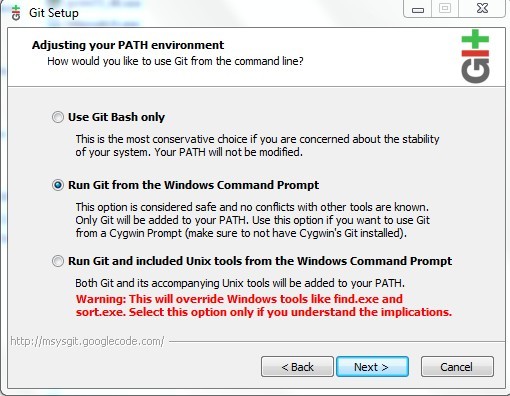 Git Setup
Adjusting your PATH environment
How would you like to use Git from the command line?
Use Git Bash only
This is the most conservative choice if you are concerned about the stability
of your system. Your PATH will not be modified.
Run Git from the Windows Command Prompt
This option is considered safe and no conflicts with other tools are known.
Only Git will be added to your PATH. Use this option if you want to use Git
from a Cygwin Prompt (make sure to not have Cygwin's Git installed).
Run Git and included Unix tools from the Windows Command Prompt
Both Git and its accompanying Unix tools will be added to your PATH.
Warning: This will override Windows tools like find.exe and
sort.exe. Select this option only if you understand the implications.
http://msysgit.googlecode.com/
< Back
Next >
Cancel